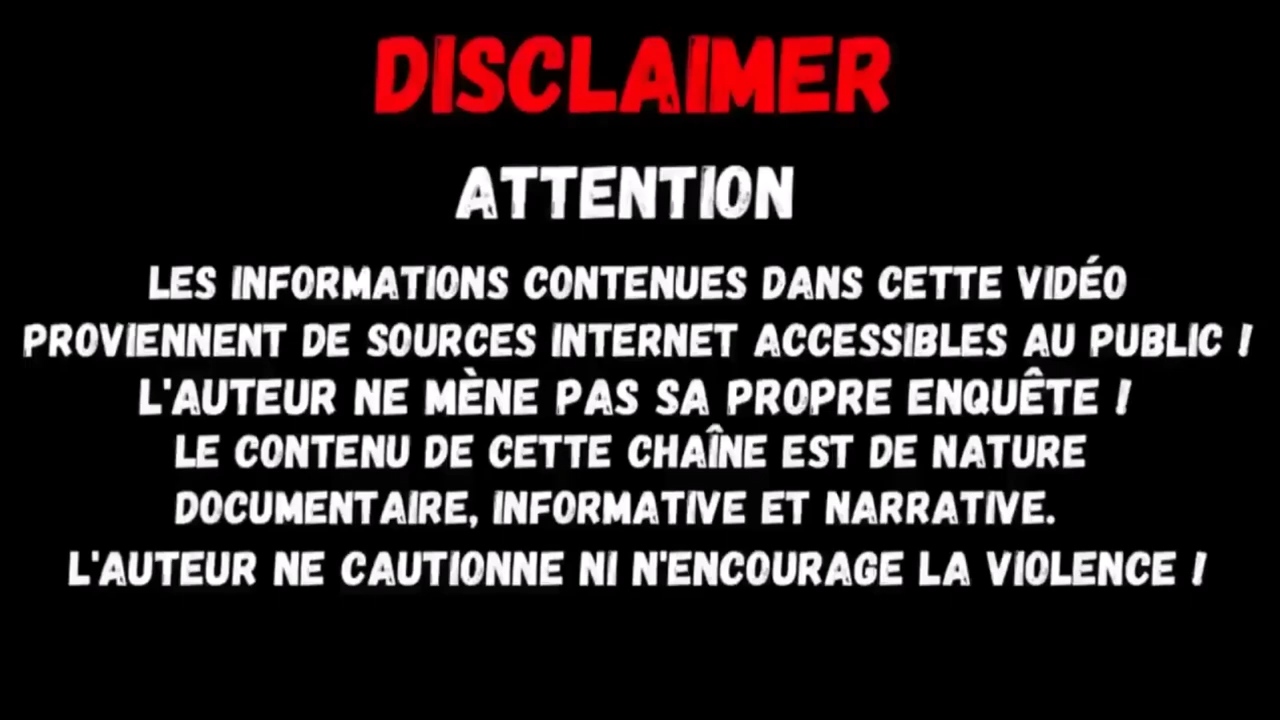 DISCLAIMER
ATTENTION
LES INFORMATIONS CONTENUES DANS CETTE VIDÉO
PROVIENNENT DE SOURCES INTERNET ACCESSIBLES AU PUBLIC !
L'AUTEUR NE MÈNE PAS SA PROPRE ENQUÊTE !
LE CONTENU DE CETTE CHAÎNE EST DE NATURE
DOCUMENTAIRE, INFORMATIVE ET NARRATIVE.
L'AUTEUR NE CAUTIONNE NI N'ENCOURAGE LA VIOLENCE !